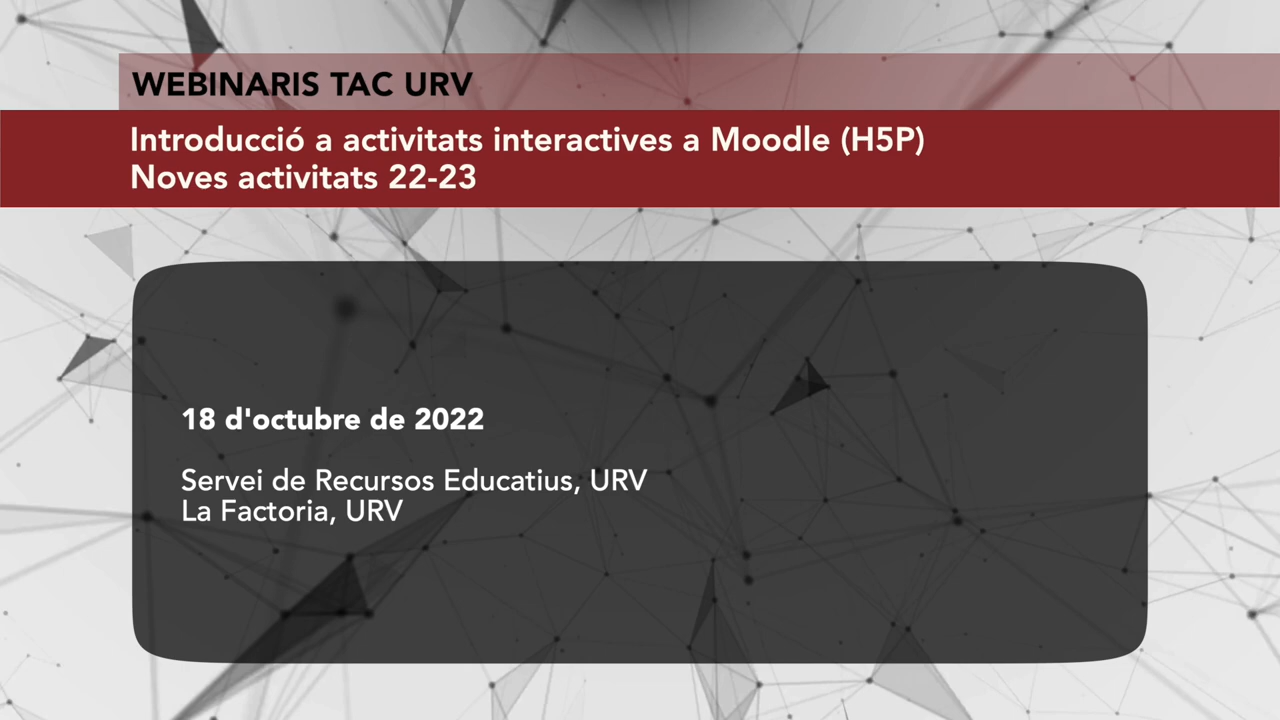 WEBINARIS TAC URV
Introducció a activitats interactives a Moodle (H5P)
Noves activitats 22-23
18 d'octubre de 2022
Servei de Recursos Educatius, URV
La Factoria, URV